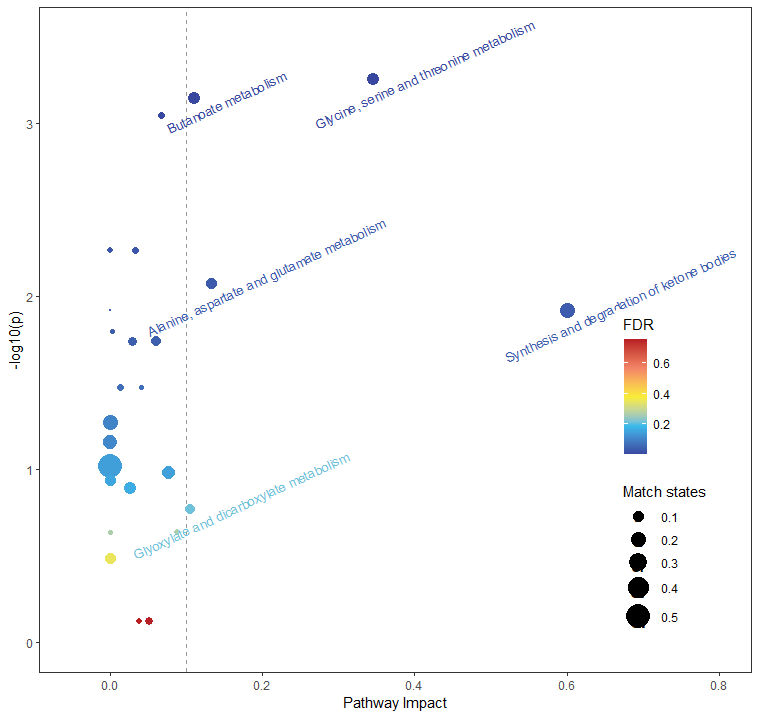 Butanoate metabolism
Glycine, serine and threonine metabolism
3
Alanine, aspartate and glutamate metabolism
Synthesis and degradation of ketone bodies
2
-log10(p)
FDR
0.6
0.4
0.2
1
Glyoxylate and dicarboxylate metabolism
Match states
0.1
0.2
0.3
0.4
0.5
0
0.0
0.2
0.4
0.6
0.8
Pathway Impact